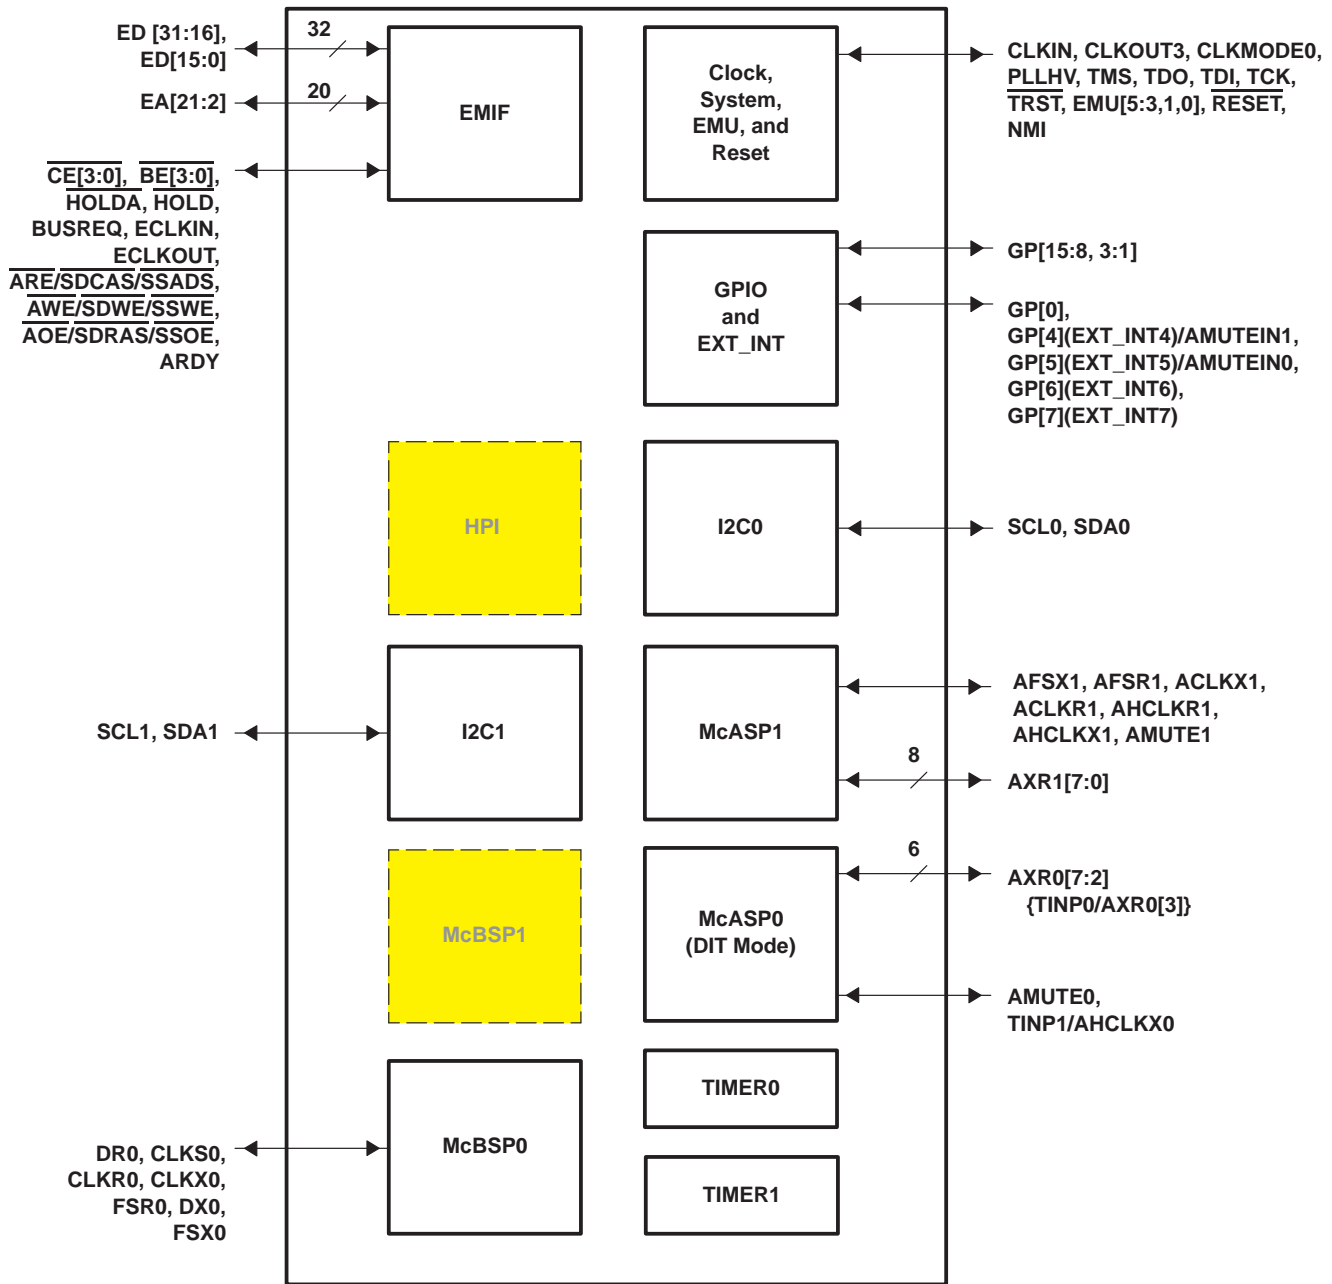 ED [31:16],
ED[15:0]
32
EA[21:2]
20
CE[3:0], BE[3:0],
HOLDA, HOLD,
BUSREQ, ECLKIN,
ECLKOUT,
ARE/SDCAS/SSADS,
AWE/SDWE/SSWE,
AOE/SDRAS/SSOE,
ARDY
EMIF
Clock,
System,
EMU, and
Reset
CLKIN, CLKOUT3, CLKMODE0,
PLLHV, TMS, TDO, TDI, TCK,
TRST, EMU[5:3,1,0], RESET,
NMI
GPIO
and
EXT_INT
GP[15:8, 3:1]
GP[0],
GP[4](EXT_INT4)/AMUTEIN1,
GP[5](EXT_INT5)/AMUTEIN0,
GP[6](EXT_INT6),
GP[7](EXT_INT7)
HPI
I2C0
SCL0, SDA0
SCL1, SDA1
I2C1
McASP1
AFSX1, AFSR1, ACLKX1,
ACLKR1, AHCLKR1,
AHCLKX1, AMUTE1
8
AXR1[7:0]
McBSP1
McASP0
(DIT Mode)
6
AXR0[7:2]
{TINP0/AXR0[3]}
AMUTE0,
TINP1/AHCLKX0
DR0, CLKS0,
CLKR0, CLKX0,
FSR0, DX0,
FSX0
McBSP0
TIMER0
TIMER1